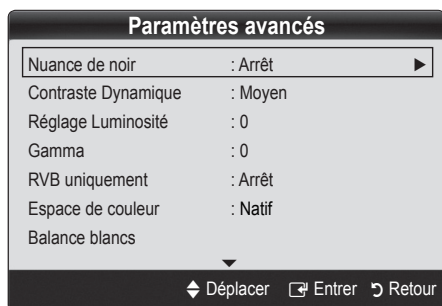 Paramètres avancés
Nuance de noir : Arrêt
Contraste Dynamique : Moyen
Réglage Luminosité : 0
Gamma : 0
RVB uniquement : Arrêt
Espace de couleur : Natif
Balance blancs
Déplacer Entrer Retour